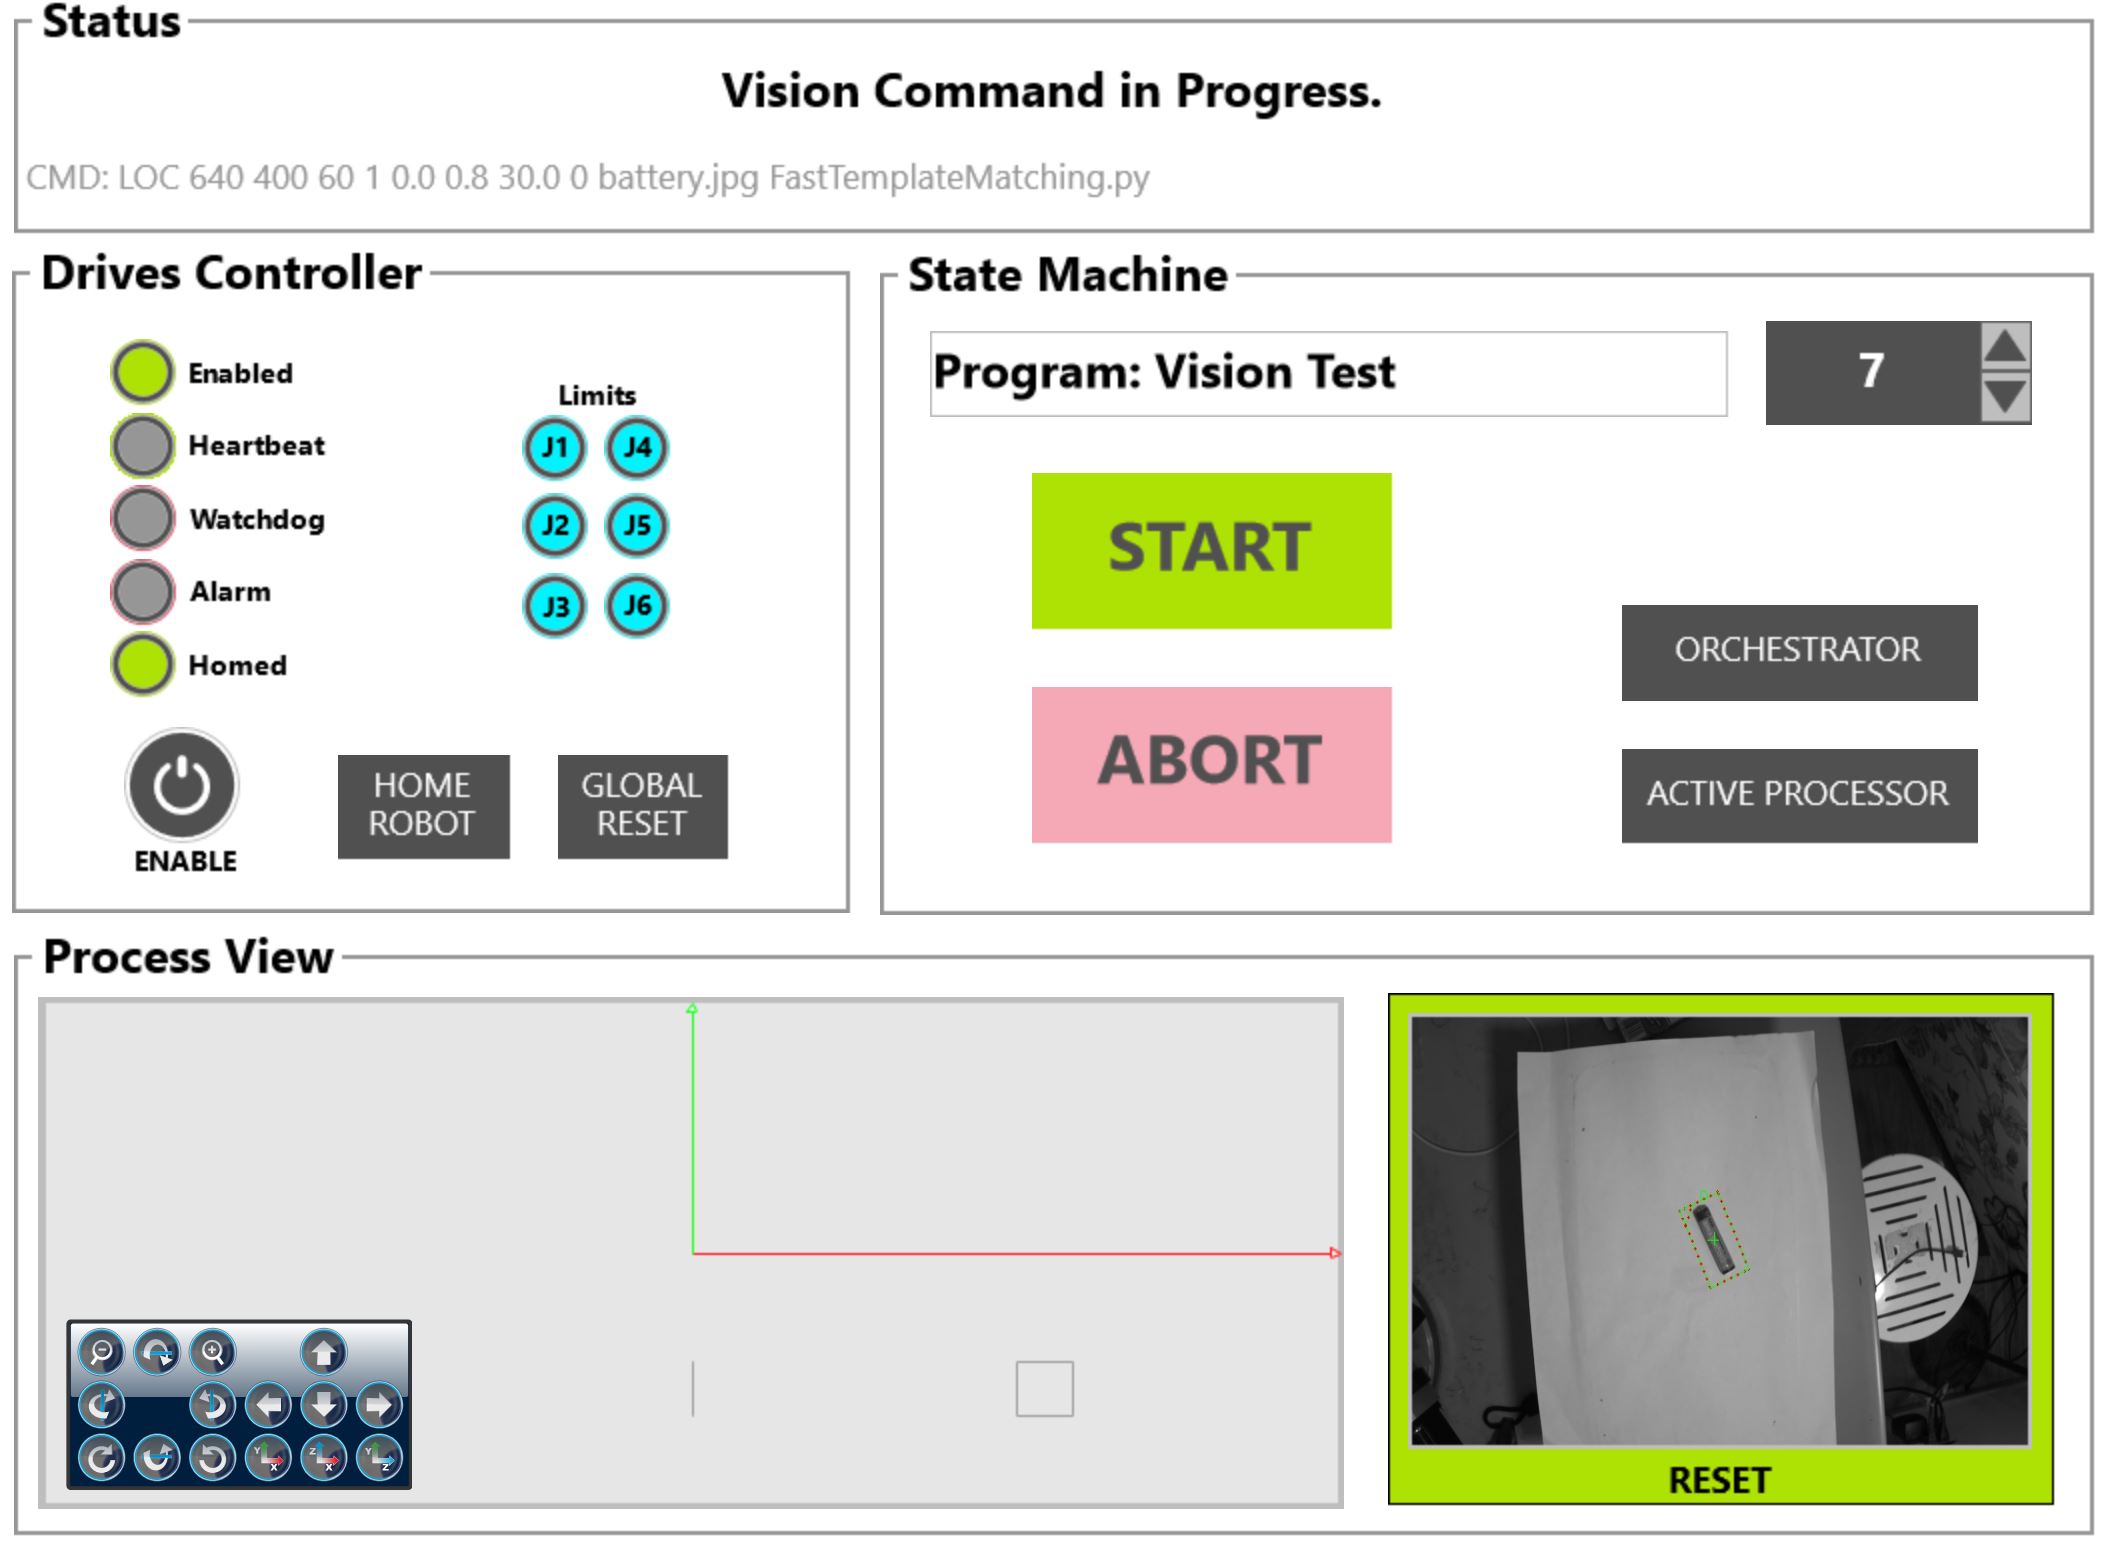 Status
Vision Command in Progress.
CMD: LOC 640 400 60 1 0.0 0.8 30.0 0 battery.jpg FastTemplateMatching.py
Drives Controller
Enabled
Heartbeat
Watchdog
Alarm
Homed
Limits
J1 J4
J2 J5
J3 J6
ENABLE
HOME
ROBOT
GLOBAL
RESET
State Machine
Program: Vision Test
7
START
ABORT
ORCHESTRATOR
ACTIVE PROCESSOR
Process View
Y X
Z X
Y Z
RESET